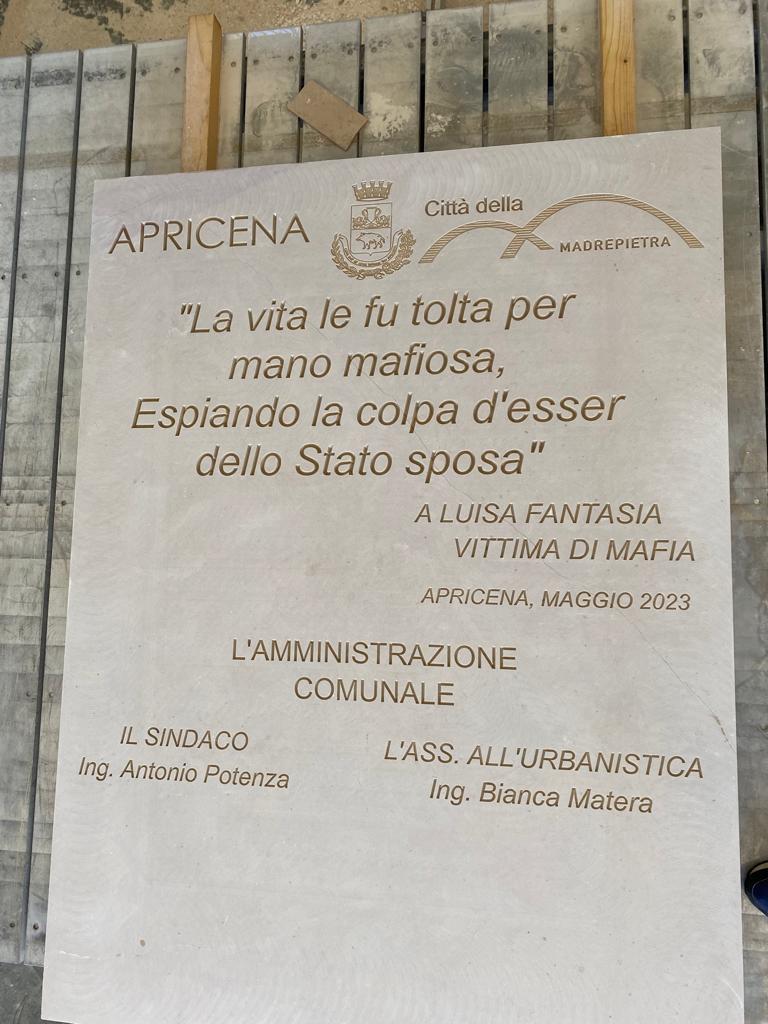 APRICENA
Città della
MADREPIETRA
"La vita le fu tolta per
mano mafiosa,
Espiando la colpa d'esser
dello Stato sposa"
A LUISA FANTASIA
VITTIMA DI MAFIA
APRICENA, MAGGIO 2023
L'AMMINISTRAZIONE
COMUNALE
IL SINDACO
Ing. Antonio Potenza
L'ASS. ALL'URBANISTICA
Ing. Bianca Matera